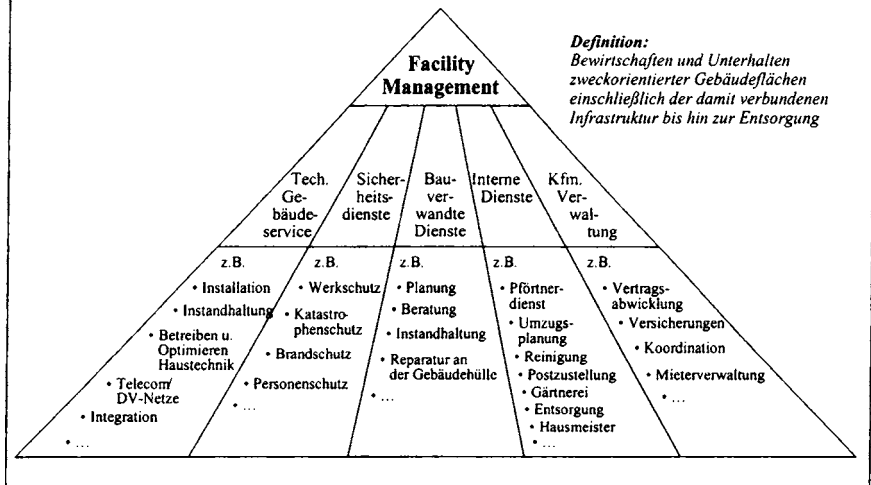 Facility
Management
Definition:
Bewirtschaften und Unterhalten
zweckorientierter Gebäudeflächen
einschließlich der damit verbundenen
Infrastruktur bis hin zur Entsorgung
Tech.
Ge-
bäude-
service
Sicher-
heits-
dienste
Bau-
ver-
wandte
Dienste
Interne
Dienste
Kfm.
Ver-
wal-
tung
z.B.
• Installation
• Instandhaltung
• Betreiben u.
Optimieren
Haustechnik
• Telecom/
DV-Netze
• Integration
• ...
z.B.
• Werkschutz
• Katastro-
phenschutz
• Brandschutz
• Personenschutz
• ...
z.B.
• Planung
• Beratung
• Instandhaltung
• Reparatur an
der Gebäudehülle
• ...
z.B.
• Pförtner-
dienst
• Umzugs-
planung
• Reinigung
• Postzustellung
• Gärtnerei
• Entsorgung
• Hausmeister
• ...
z.B.
• Vertrags-
abwicklung
• Versicherungen
• Koordination
• Mieterverwaltung
• ...